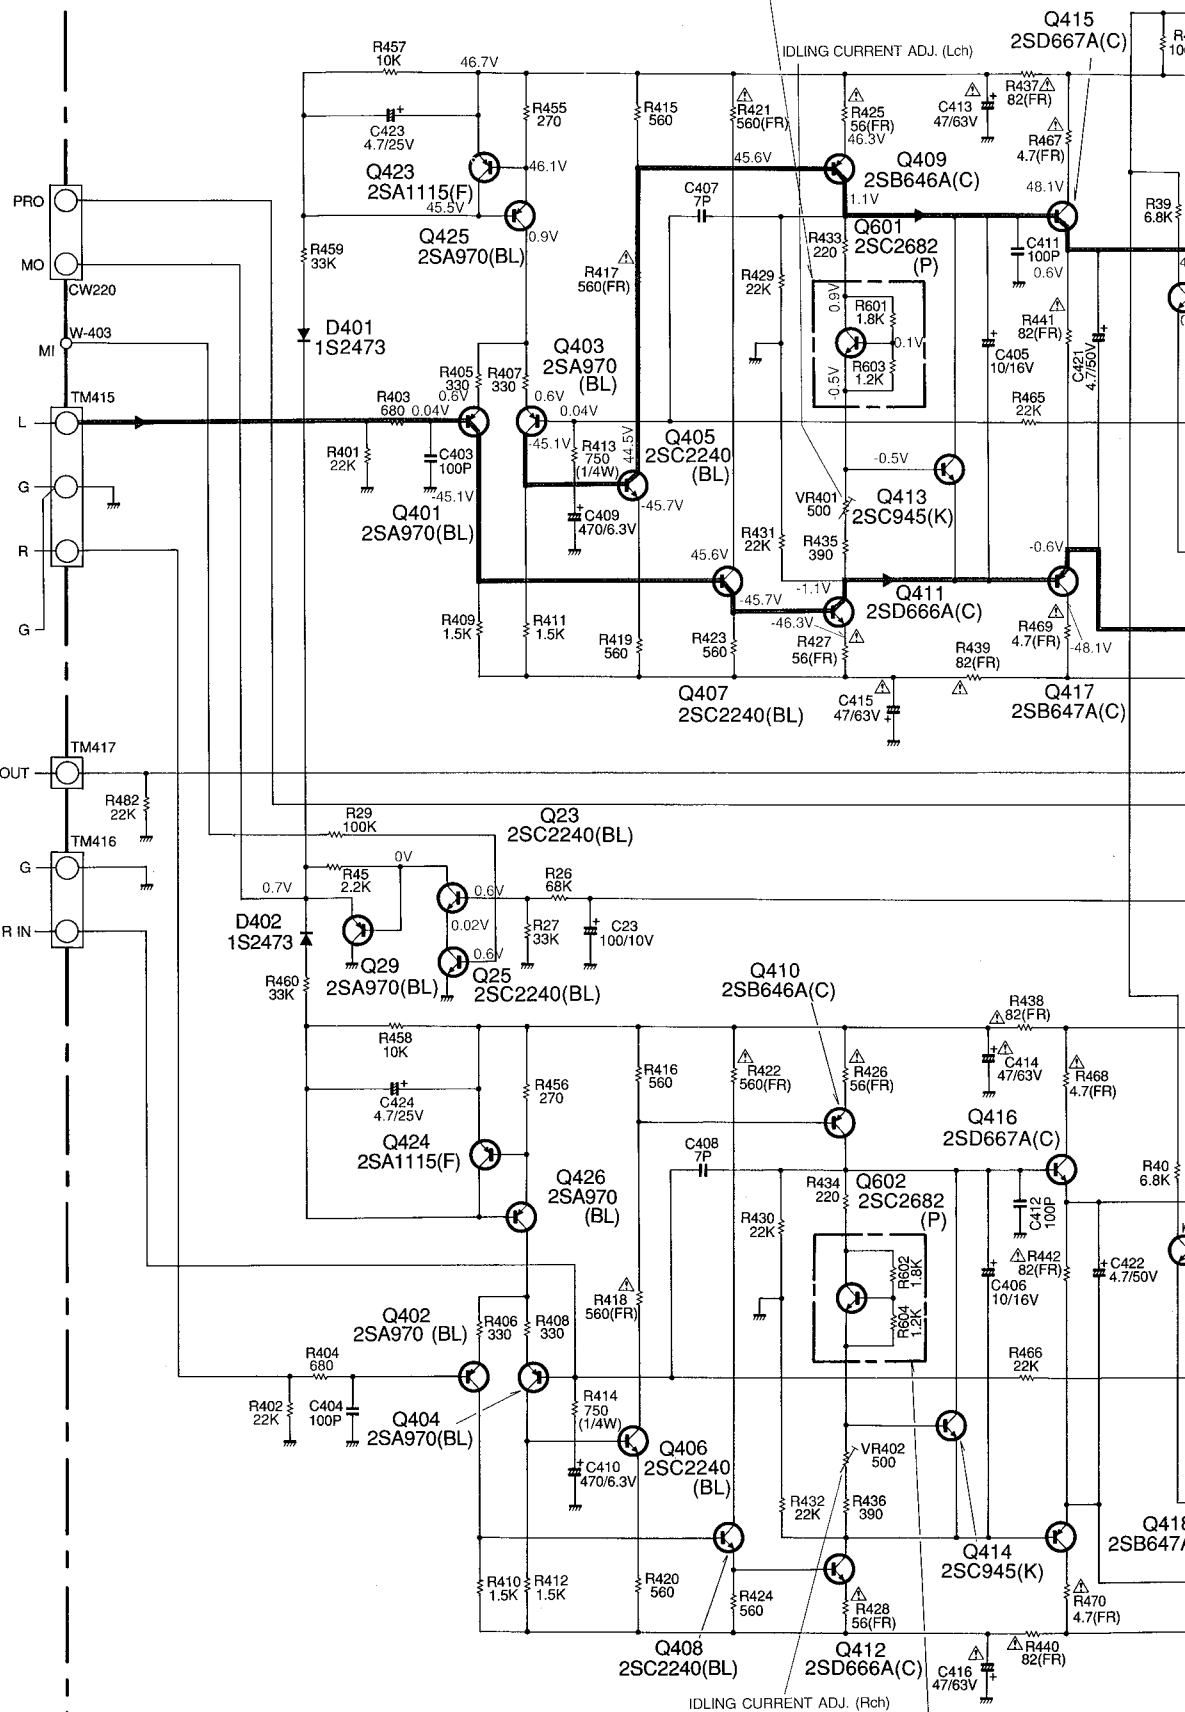 Q415
2SD667A(C)
IDLING CURRENT ADJ. (Lch)
R457
10K
46.7V
R455
270
R415
560
R421
560(FR)
R425
56(FR)
46.3V
C413
47/63V
R437
82(FR)
R467
4.7(FR)
C423
4.7/25V
Q423
2SA1115(F)
46.1V
45.5V
45.6V
Q409
2SB646A(C)
48.1V
PRO
MO
CW220
W-403
MI
Q425
2SA970(BL)
0.9V
C407
7P
1.1V
Q601
2SC2682
(P)
R433
220
C411
100P
0.6V
R39
6.8K
R459
33K
R417
560(FR)
R429
22K
0.9V
R601
1.8K
0.1V
R603
1.2K
-0.5V
R441
82(FR)
C405
10/16V
C421
4.7/50V
D401
1S2473
Q403
2SA970
(BL)
R405
330
R407
330
0.6V
0.6V
R403
680
0.04V
0.04V
R465
22K
TM415
L
G
R
G
R401
22K
C403
100P
-45.1V
-45.1V
R413
750
(1/4W)
44.5V
Q405
2SC2240
(BL)
-45.7V
-0.5V
Q413
2SC945(K)
VR401
500
Q401
2SA970(BL)
C409
470/6.3V
R431
22K
R435
390
45.6V
-1.1V
Q411
2SD666A(C)
-0.6V
R409
1.5K
R411
1.5K
R419
560
R423
560
-45.7V
-46.3V
R427
56(FR)
R439
82(FR)
R469
4.7(FR)
-48.1V
Q407
2SC2240(BL)
C415
47/63V
Q417
2SB647A(C)
TM417
OUT
R482
22K
TM416
G
R IN
R29
100K
Q23
2SC2240(BL)
R45
2.2K
0V
0.7V
0.6V
R26
68K
0.02V
R27
33K
C23
100/10V
D402
1S2473
0.6V
Q29
2SA970(BL)
Q25
2SC2240(BL)
R460
33K
Q410
2SB646A(C)
R438
82(FR)
R458
10K
R456
270
R416
560
R422
560(FR)
R426
56(FR)
C414
47/63V
R468
4.7(FR)
C424
4.7/25V
Q424
2SA1115(F)
Q416
2SD667A(C)
C408
7P
Q426
2SA970
(BL)
R434
220
Q602
2SC2682
(P)
C412
100P
R40
6.8K
R430
22K
R602
1.8K
R604
1.2K
R442
82(FR)
C406
10/16V
C422
4.7/50V
R418
560(FR)
Q402
2SA970 (BL)
R406
330
R408
330
R404
680
R466
22K
R402
22K
C404
100P
Q404
2SA970(BL)
R414
750
(1/4W)
C410
470/6.3V
Q406
2SC2240
(BL)
VR402
500
R432
22K
R436
390
Q414
2SC945(K)
Q418
2SB647A
R410
1.5K
R412
1.5K
R420
560
R424
560
R428
56(FR)
R470
4.7(FR)
Q408
2SC2240(BL)
Q412
2SD666A(C)
C416
47/63V
R440
82(FR)
IDLING CURRENT ADJ. (Rch)